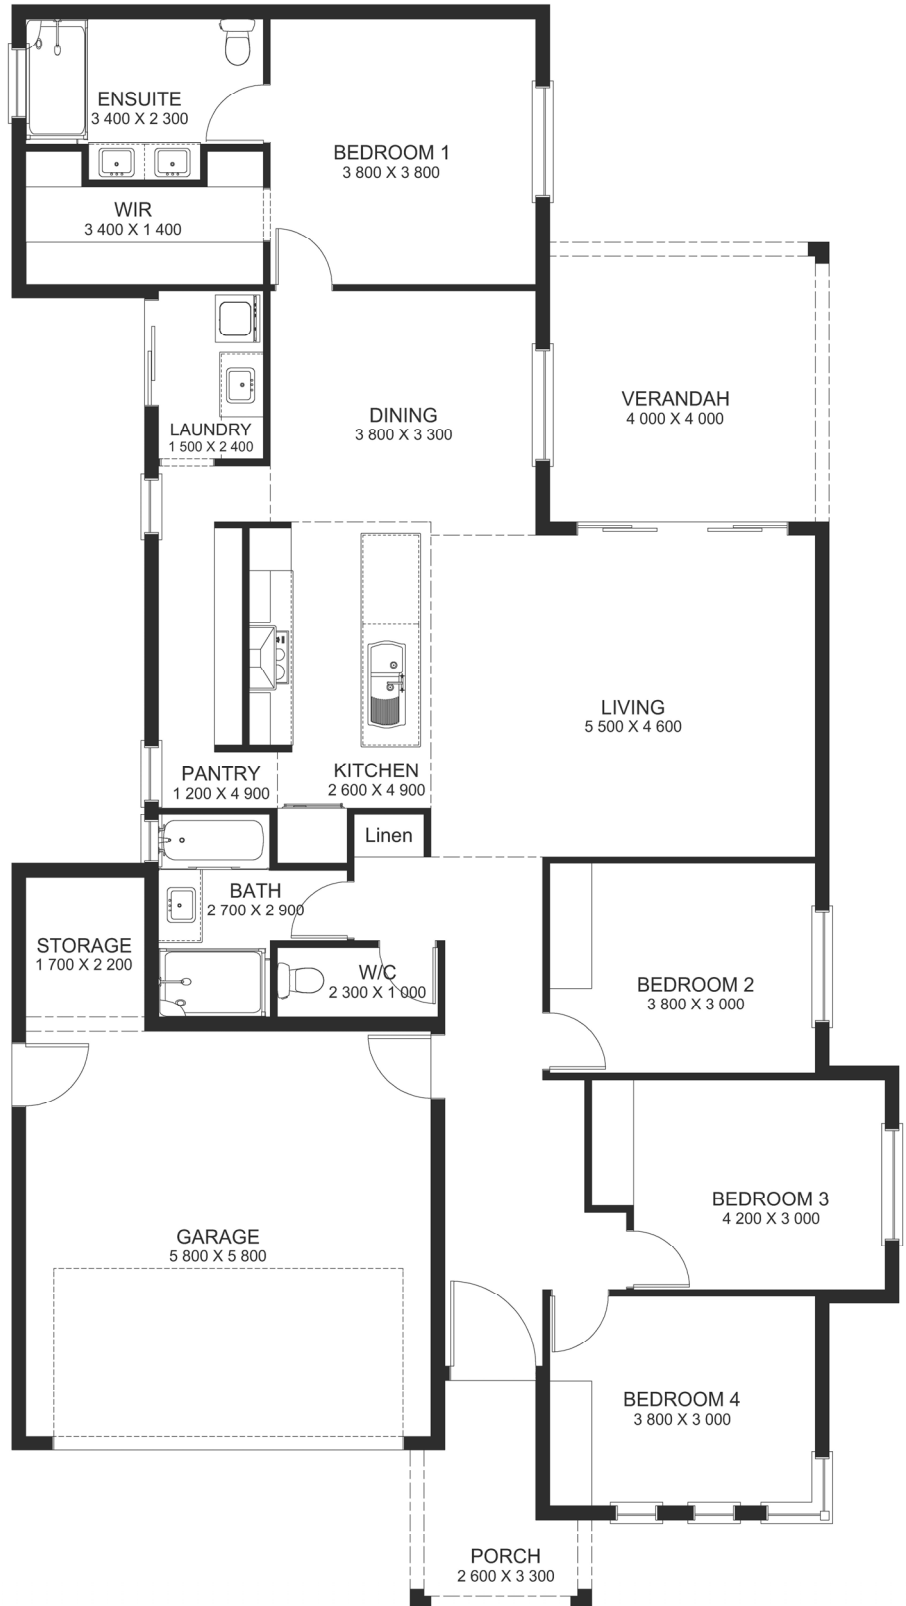 ENSUITE
3 400 X 2 300
BEDROOM 1
3 800 X 3 800
WIR
3 400 X 1 400
VERANDAH
4 000 X 4 000
DINING
3 800 X 3 300
LAUNDRY
1 500 X 2 400
LIVING
5 500 X 4 600
PANTRY
1 200 X 4 900
KITCHEN
2 600 X 4 900
Linen
BATH
2 700 X 2 900
STORAGE
1 700 X 2 200
W/C
2 300 X 1 000
BEDROOM 2
3 800 X 3 000
BEDROOM 3
4 200 X 3 000
GARAGE
5 800 X 5 800
BEDROOM 4
3 800 X 3 000
PORCH
2 600 X 3 300